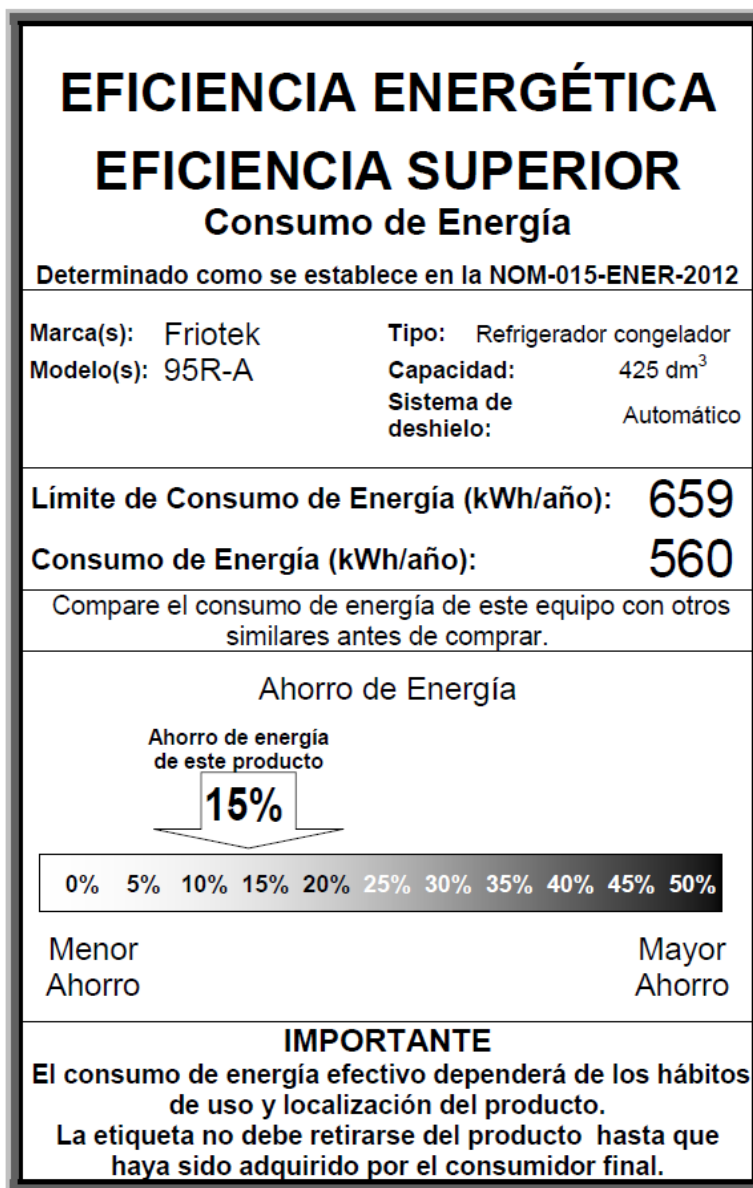 EFICIENCIA ENERGÉTICA
EFICIENCIA SUPERIOR
Consumo de Energía
Determinado como se establece en la NOM-015-ENER-2012
Marca(s): Friotek
Modelo(s): 95R-A
Tipo: Refrigerador congelador
Capacidad: 425 dm³
Sistema de
deshielo: Automático
Límite de Consumo de Energía (kWh/año): 659
Consumo de Energía (kWh/año): 560
Compare el consumo de energía de este equipo con otros
similares antes de comprar.
Ahorro de Energía
Ahorro de energía
de este producto
15%
0% 5% 10% 15% 20% 25% 30% 35% 40% 45% 50%
Menor
Ahorro
Mayor
Ahorro
IMPORTANTE
El consumo de energía efectivo dependerá de los hábitos
de uso y localización del producto.
La etiqueta no debe retirarse del producto hasta que
haya sido adquirido por el consumidor final.